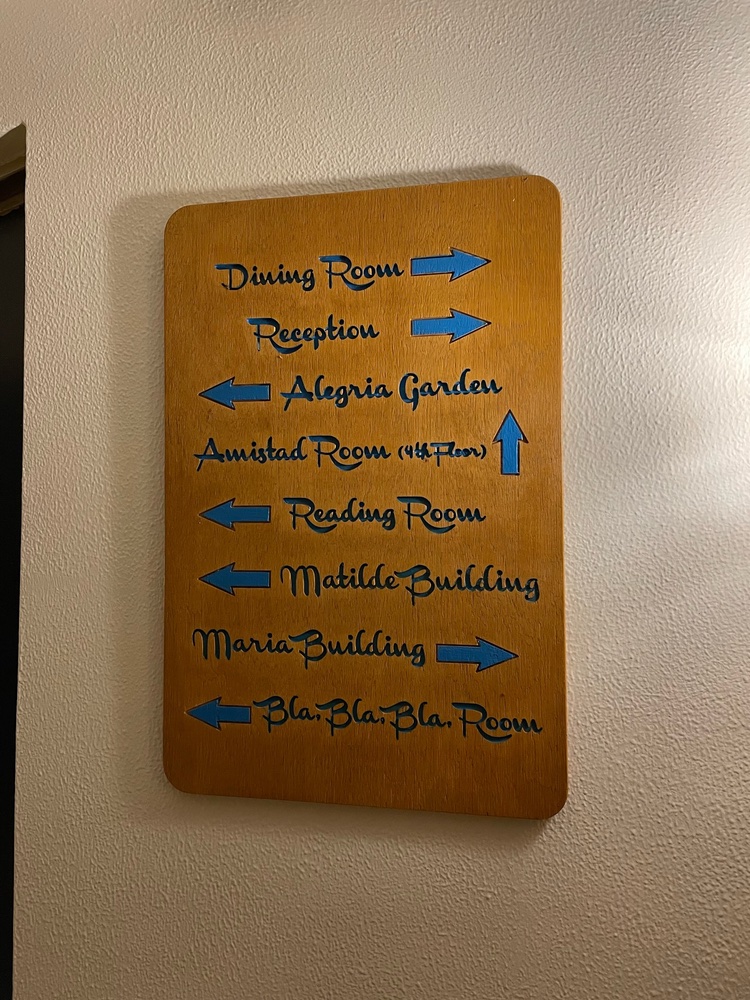 Dining Room
Reception
Alegria Garden
Amistad Room (4th Floor)
Reading Room
Matilde Building
Maria Building
Bla, Bla, Bla, Room